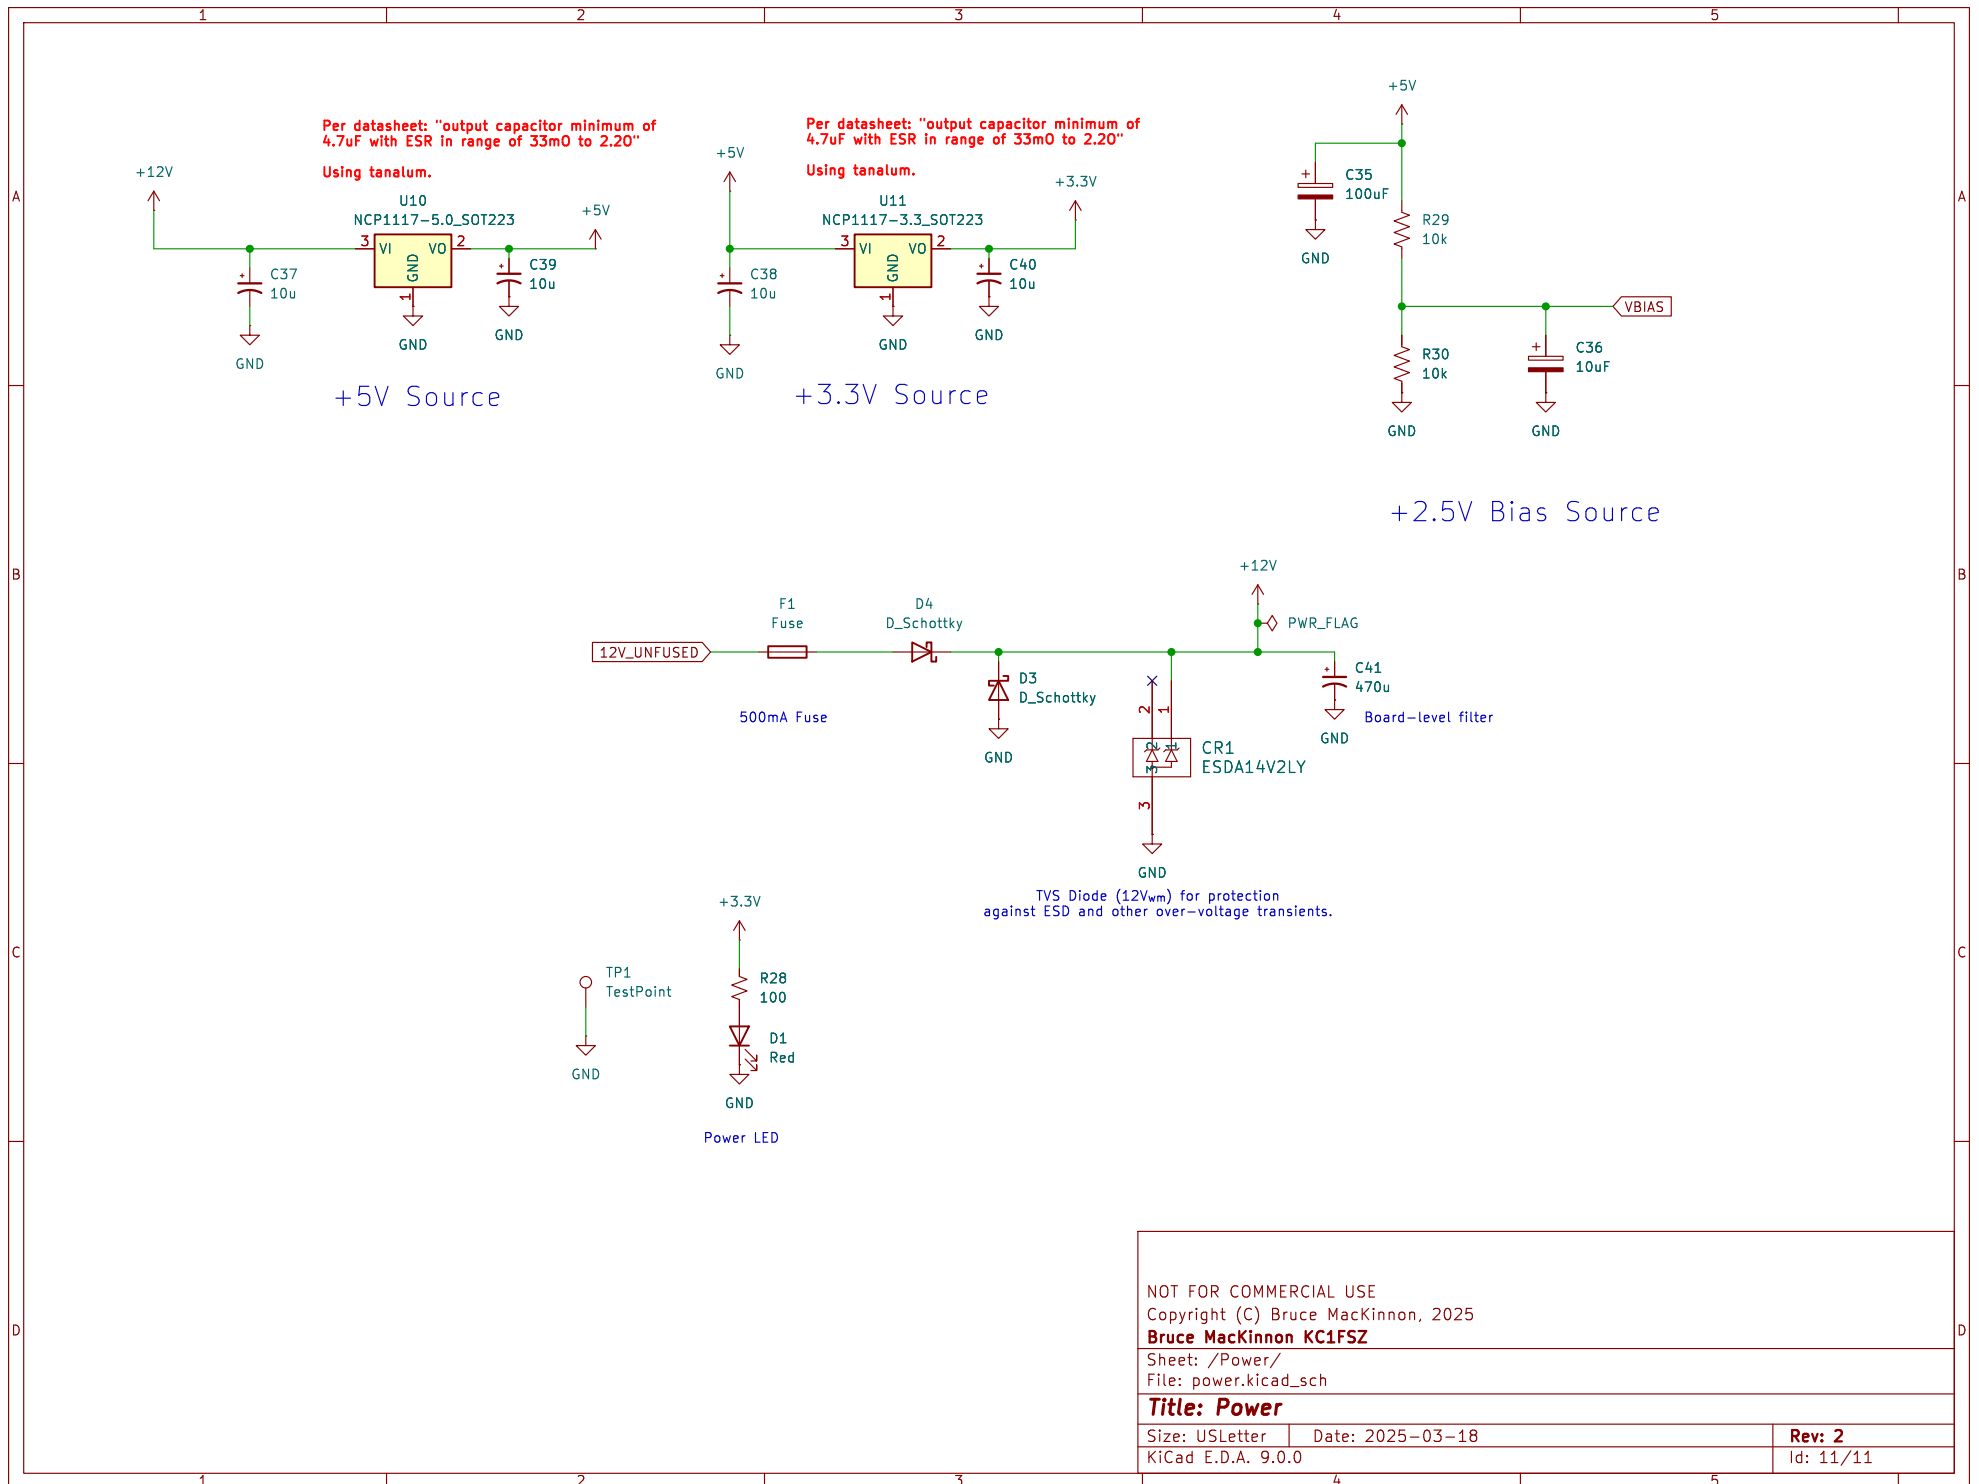 1 2 3 4 5
A
B
C
D
A
B
C
D
+12V
Per datasheet: "output capacitor minimum of
4.7uF with ESR in range of 33mO to 2.2O"
Using tanalum.
U10
NCP1117-5.0_SOT223
+5V
3 VI VO 2
GND
1
C37
10u
C39
10u
GND
GND
GND
+5V Source
Per datasheet: "output capacitor minimum of
4.7uF with ESR in range of 33mO to 2.2O"
Using tanalum.
+5V
+3.3V
U11
NCP1117-3.3_SOT223
3 VI VO 2
GND
1
C38
10u
C40
10u
GND
GND
GND
+3.3V Source
+5V
+
C35
100uF
GND
R29
10k
VBIAS
R30
10k
+
C36
10uF
GND
GND
+2.5V Bias Source
12V_UNFUSED
F1
Fuse
500mA Fuse
D4
D_Schottky
D3
D_Schottky
GND
+12V
PWR_FLAG
C41
470u
Board-level filter
GND
2 1
2 1
3
CR1
ESDA14V2LY
3
GND
TVS Diode (12Vwm) for protection
against ESD and other over-voltage transients.
TP1
TestPoint
GND
+3.3V
R28
100
D1
Red
GND
Power LED
NOT FOR COMMERCIAL USE
Copyright (C) Bruce MacKinnon, 2025
Bruce MacKinnon KC1FSZ
Sheet: /Power/
File: power.kicad_sch
Title: Power
Size: USLetter Date: 2025-03-18 Rev: 2
KiCad E.D.A. 9.0.0 Id: 11/11
1 2 3 4 5